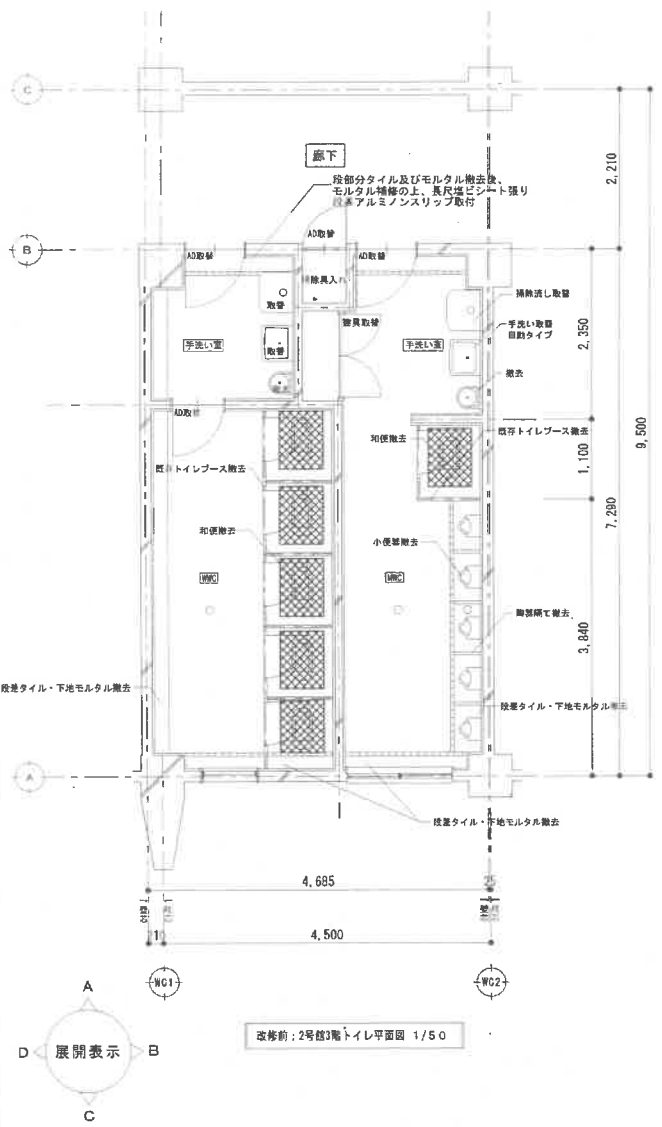 C
廊下
段部分タイル及びモルタル撤去後、
モルタル補修の上、長尺塩ビシート張り
段差アルミノンスリップ取付
2,210
AD取替
B
AD取替
AD取替
掃除具入れ
取替
掃除流し取替
建具取替
手洗い取替
自動タイプ
2,350
手洗い室
取替
手洗い室
撤去
9,500
AD取替
和便撤去
既存トイレブース撤去
1,100
既存トイレブース撤去
7,290
和便撤去
小便器撤去
WWC
MWC
陶器隔て撤去
3,840
段差タイル・下地モルタル撤去
段差タイル・下地モルタル撤去
A
段差タイル・下地モルタル撤去
4,685
25
210
4,500
WC1
WC2
A
D
展開表示
B
C
改修前；2号館3階トイレ平面図 1/50